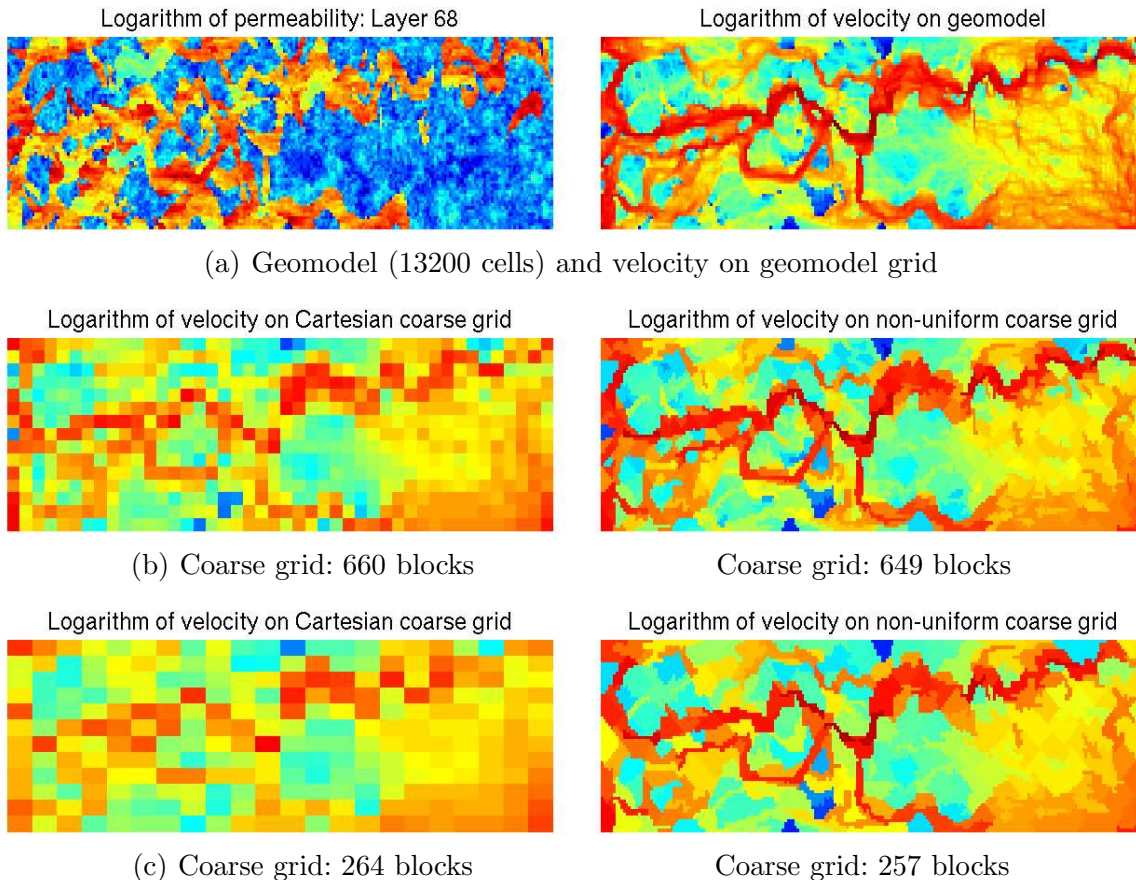 Logarithm of permeability: Layer 68
Logarithm of velocity on geomodel
(a) Geomodel (13200 cells) and velocity on geomodel grid
Logarithm of velocity on Cartesian coarse grid
Logarithm of velocity on non-uniform coarse grid
(b) Coarse grid: 660 blocks
Coarse grid: 649 blocks
Logarithm of velocity on Cartesian coarse grid
Logarithm of velocity on non-uniform coarse grid
(c) Coarse grid: 264 blocks
Coarse grid: 257 blocks